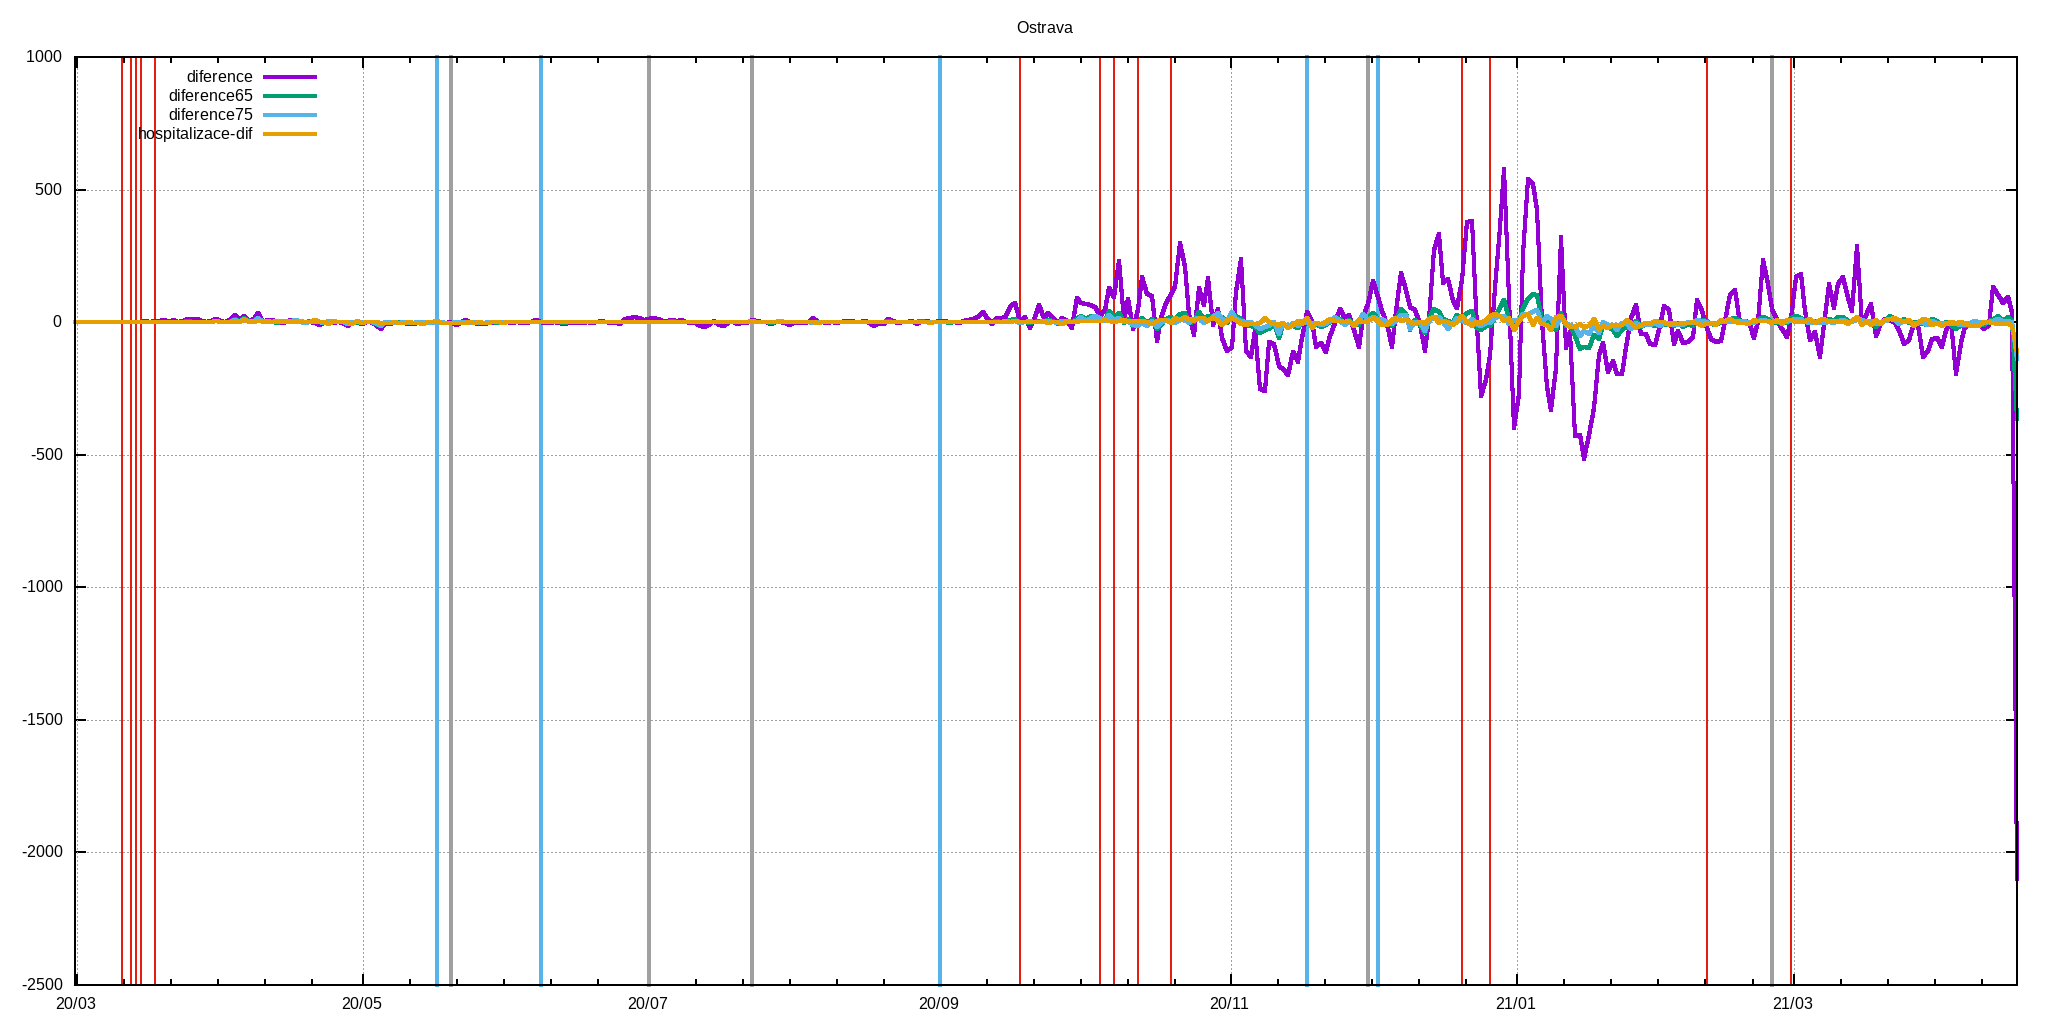 Ostrava
1000
diference
diference65
diference75
hospitalizace-dif
500
0
-500
-1000
-1500
-2000
-2500
20/03 20/05 20/07 20/09 20/11 21/01 21/03